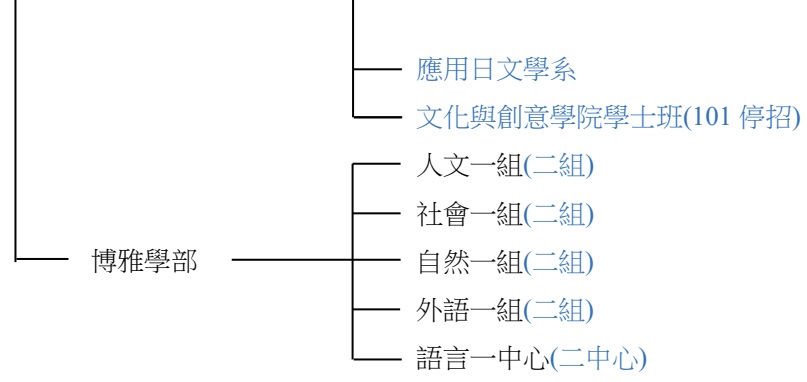 應用日文學系
文化與創意學院學士班(101 停招)
人文一組(二組)
社會一組(二組)
博雅學部
自然一組(二組)
外語一組(二組)
語言一中心(二中心)